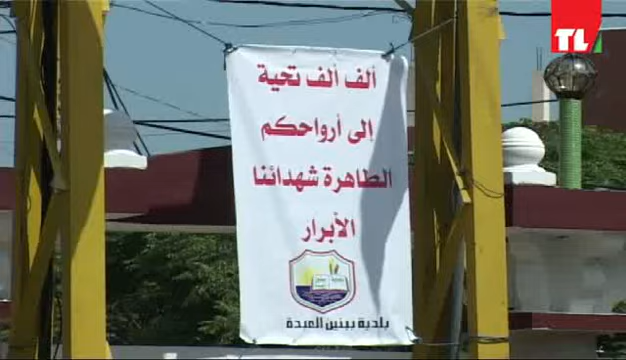 TL
ألف ألف تحية
إلى أرواحكم
الطاهرة شهدائنا
الأبرار
بلدية ببنين العبدة